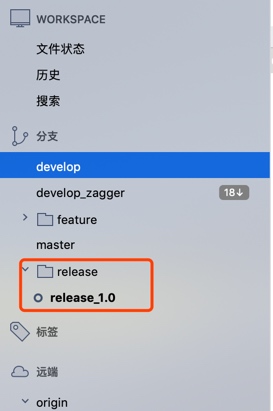 WORKSPACE
文件状态
历史
搜索
分支
develop
develop_zagger 18↓
feature
master
release
release_1.0
标签
远端
origin